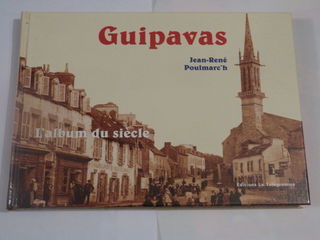 Guipavas
Jean-René
Poulmarc'h
L'album du siècle
Editions Le Télégramme